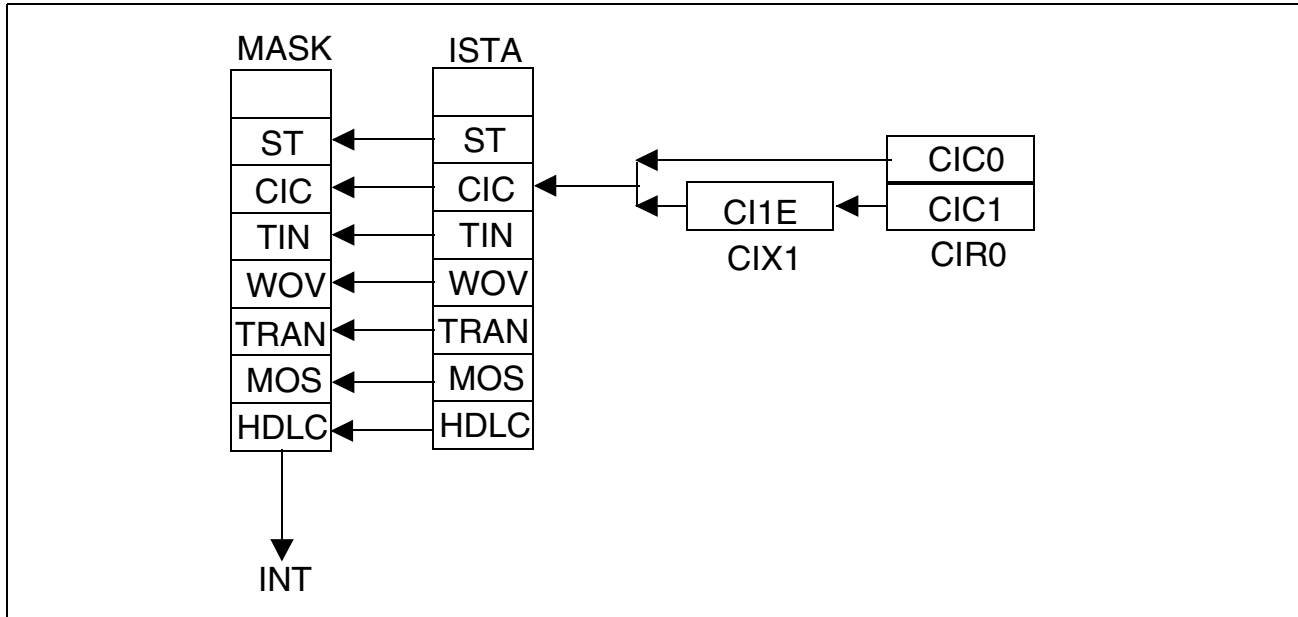 MASK
ISTA
ST
ST
CIC0
CIC
CIC
CI1E
CIC1
TIN
TIN
CIX1
CIR0
WOV
WOV
TRAN
TRAN
MOS
MOS
HDLC
HDLC
INT